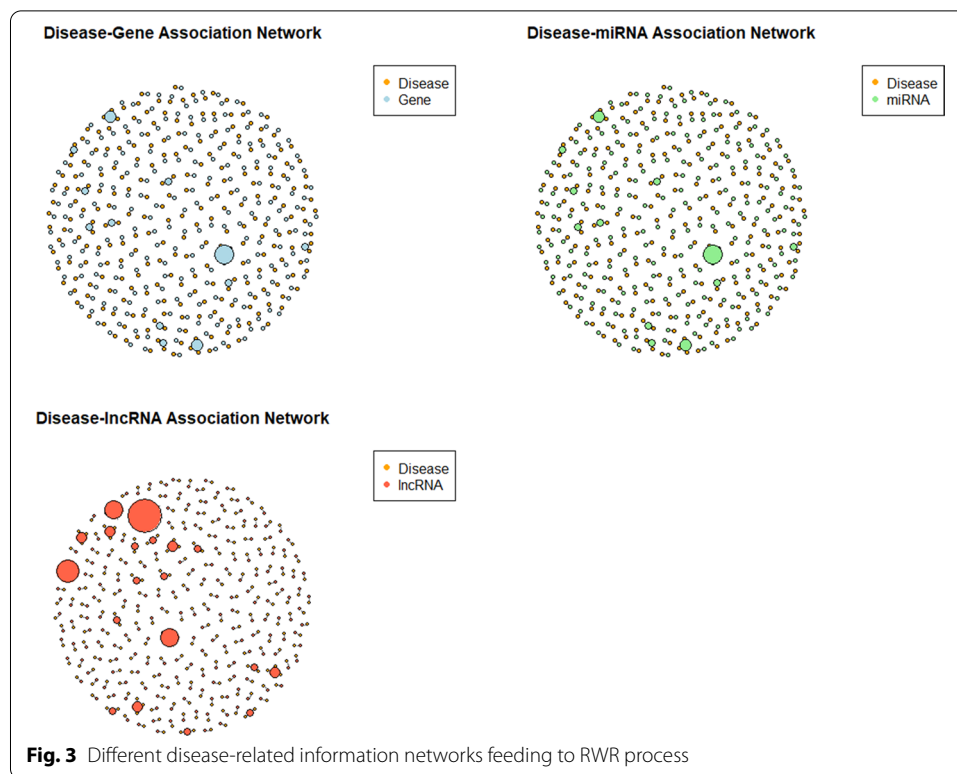 Disease-Gene Association Network
Disease
Gene
Disease-miRNA Association Network
Disease
miRNA
Disease-lncRNA Association Network
Disease
lncRNA
Fig. 3 Different disease-related information networks feeding to RWR process